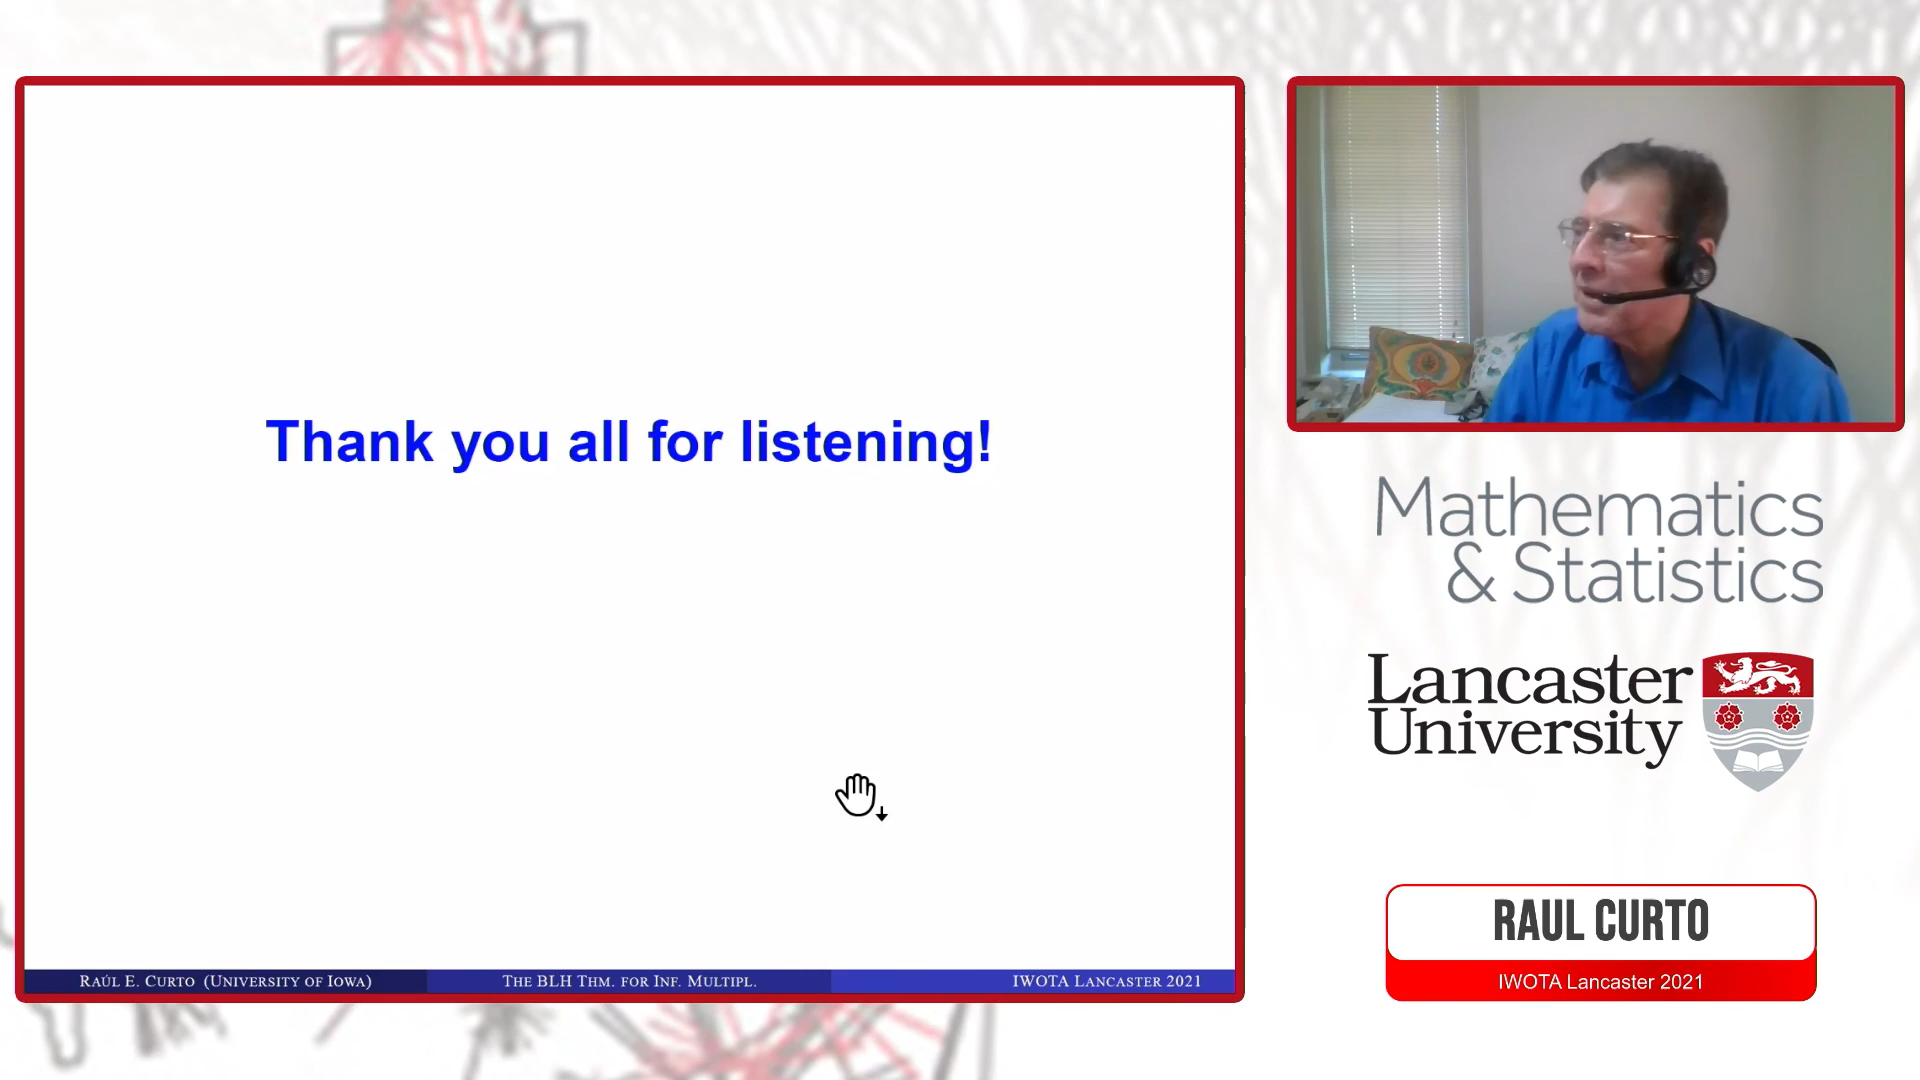 Thank you all for listening!
RAÚL E. CURTO (UNIVERSITY OF IOWA)
THE BLH THM. FOR INF. MULTIPL.
IWOTA LANCASTER 2021
Mathematics
& Statistics
Lancaster
University
RAUL CURTO
IWOTA Lancaster 2021